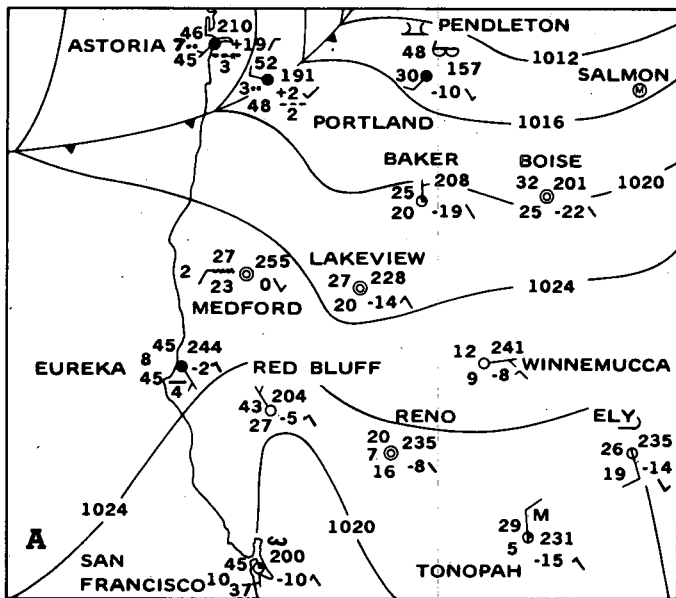 46 210
ASTORIA 7 +19
45 3
52
3 191
+2
48 2
PORTLAND
PENDLETON
48
30 157
-10
1012
SALMON
M
1016
BAKER
25 208
20 -19
BOISE
32 201
25 -22
1020
27 255
2
23 0
MEDFORD
LAKEVIEW
27 228
20 -14
1024
45 244
EUREKA 8 -2
45 4
RED BLUFF
43 204
27 -5
12 241
9 -8
WINNEMUCCA
RENO
20 235
7
16 -8
ELY
26 235
19 -14
1024
1020
A
M
29
5 231
-15
TONOPAH
SAN
FRANCISCO
45 200
10 -10
37